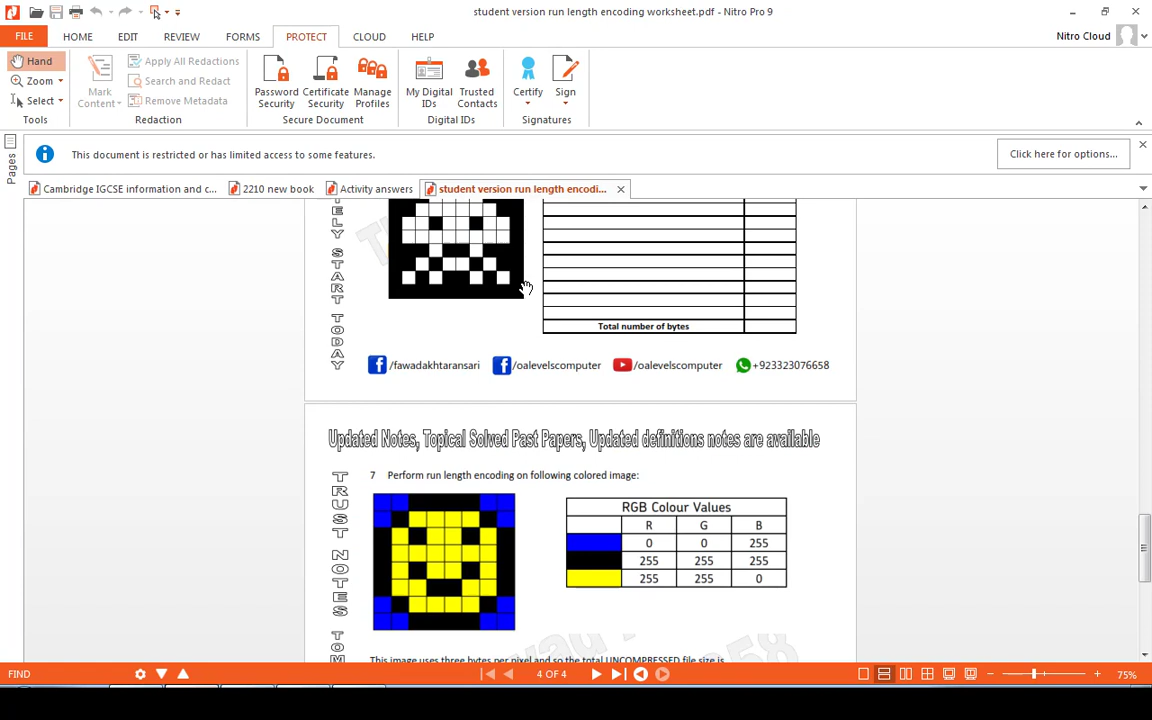 student version run length encoding worksheet.pdf - Nitro Pro 9
FILE HOME EDIT REVIEW FORMS PROTECT CLOUD HELP
Nitro Cloud
Hand
Zoom
Select
Tools
Mark Content
Apply All Redactions
Search and Redact
Remove Metadata
Redaction
Password Security
Certificate Security
Manage Profiles
Secure Document
My Digital IDs
Trusted Contacts
Digital IDs
Certify
Sign
Signatures
Pages
This document is restricted or has limited access to some features.
Click here for options...
Cambridge IGCSE information and c...
2210 new book
Activity answers
student version run length encodi...
ELY START TODAY
Total number of bytes
/fawadakhtaransari /oalevelscomputer /oalevelscomputer +923323076658
Updated Notes, Topical Solved Past Papers, Updated definitions notes are available
TRUST NOTES TOM
7 Perform run length encoding on following colored image:
RGB Colour Values
R G B
0 0 255
255 255 255
255 255 0
This image uses three bytes per pixel and so the total UNCOMPRESSED file size is
FIND
4 OF 4
75%